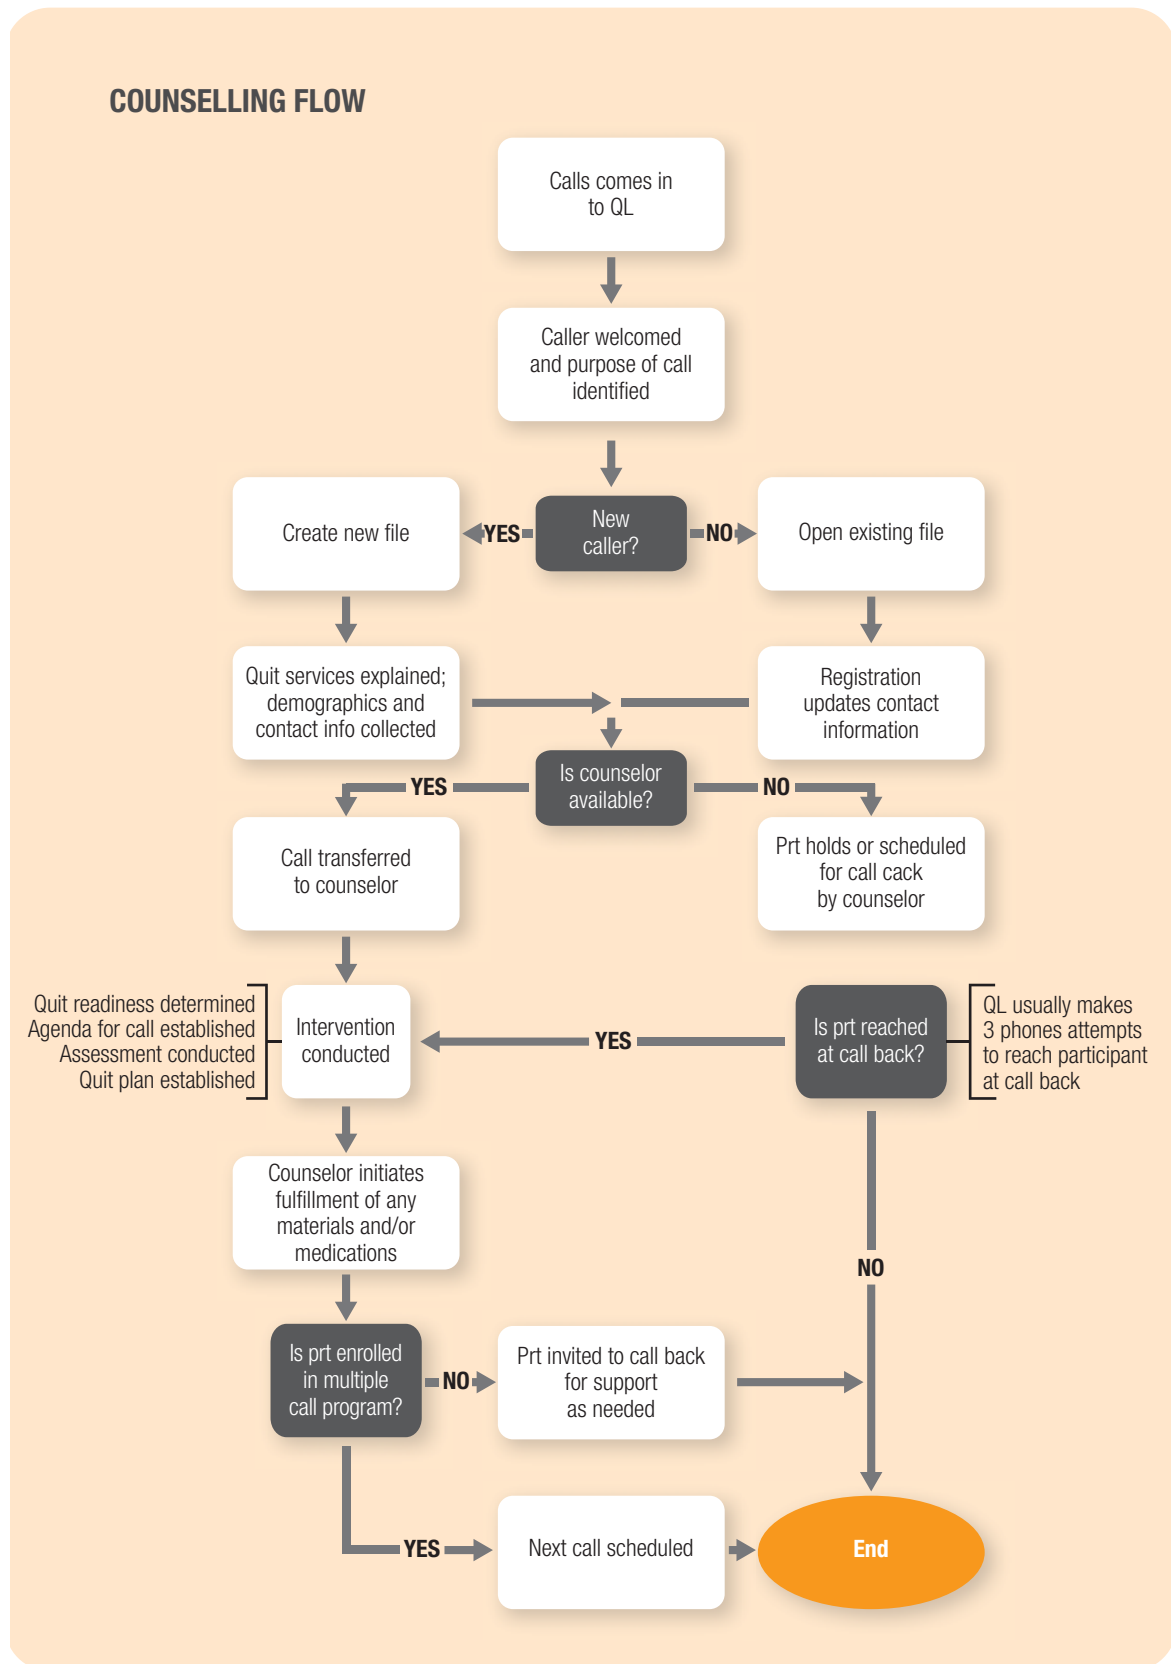 COUNSELLING FLOW
Calls comes in
to QL
Caller welcomed
and purpose of call
identified
Create new file
YES
New
caller?
NO
Open existing file
Quit services explained;
demographics and
contact info collected
Registration
updates contact
information
YES
Is counselor
available?
NO
Call transferred
to counselor
Prt holds or scheduled
for call cack
by counselor
Quit readiness determined
Agenda for call established
Assessment conducted
Quit plan established
Intervention
conducted
YES
Is prt reached
at call back?
QL usually makes
3 phones attempts
to reach participant
at call back
Counselor initiates
fulfillment of any
materials and/or
medications
NO
Is prt enrolled
in multiple
call program?
NO
Prt invited to call back
for support
as needed
YES
Next call scheduled
End